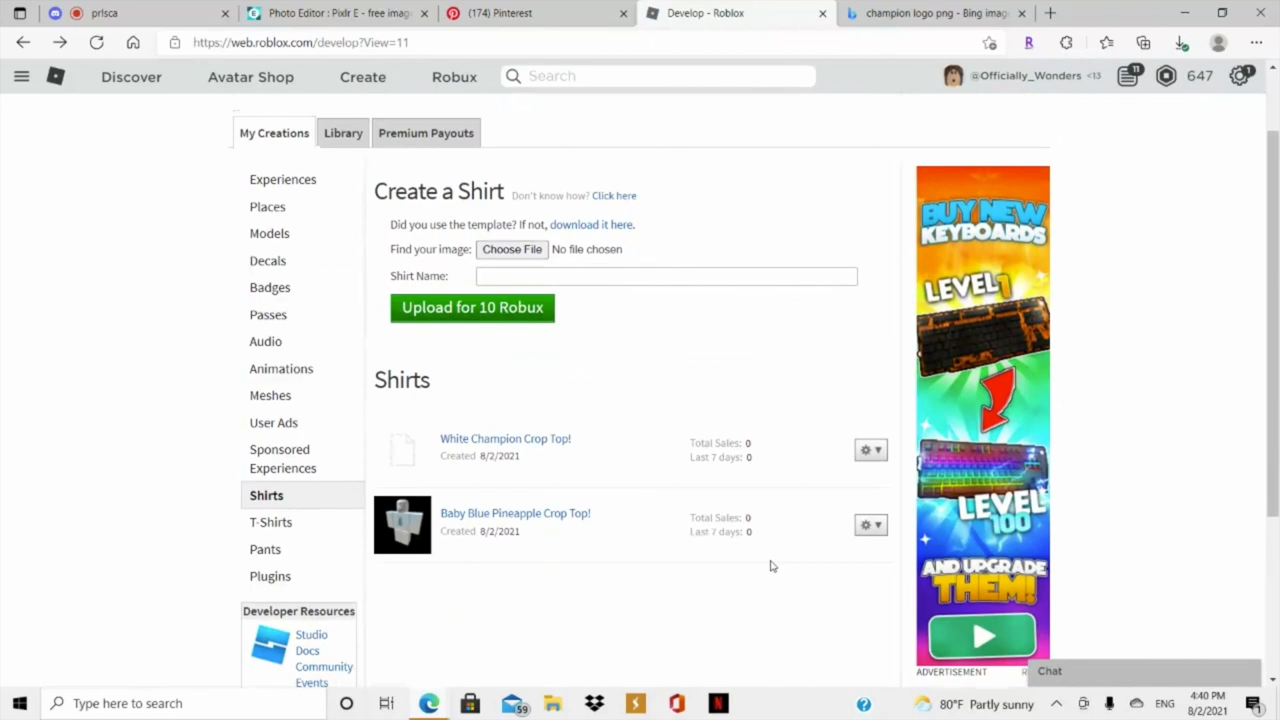 prlsca
Photo Editor : Pixlr E - free imag
(174) Pinterest
Develop - Roblox
champion logo png - Bing imag
https://web.roblox.com/develop?View=11
Discover
Avatar Shop
Create
Robux
Search
@Officially_Wonders <13
11
647
1
My Creations
Library
Premium Payouts
Experiences
Places
Models
Decals
Badges
Passes
Audio
Animations
Meshes
User Ads
Sponsored
Experiences
Shirts
T-Shirts
Pants
Plugins
Developer Resources
Studio
Docs
Community
Events
Create a Shirt Don't know how? Click here
Did you use the template? If not, download it here.
Find your image: Choose File No file chosen
Shirt Name:
Upload for 10 Robux
Shirts
White Champion Crop Top!
Created 8/2/2021
Total Sales: 0
Last 7 days: 0
Baby Blue Pineapple Crop Top!
Created 8/2/2021
Total Sales: 0
Last 7 days: 0
BUY NEW
KEYBOARDS
LEVEL 1
LEVEL
100
AND UPGRADE
THEM!
ADVERTISEMENT
Chat
Type here to search
59
80°F Partly sunny
ENG
4:40 PM
8/2/2021
1